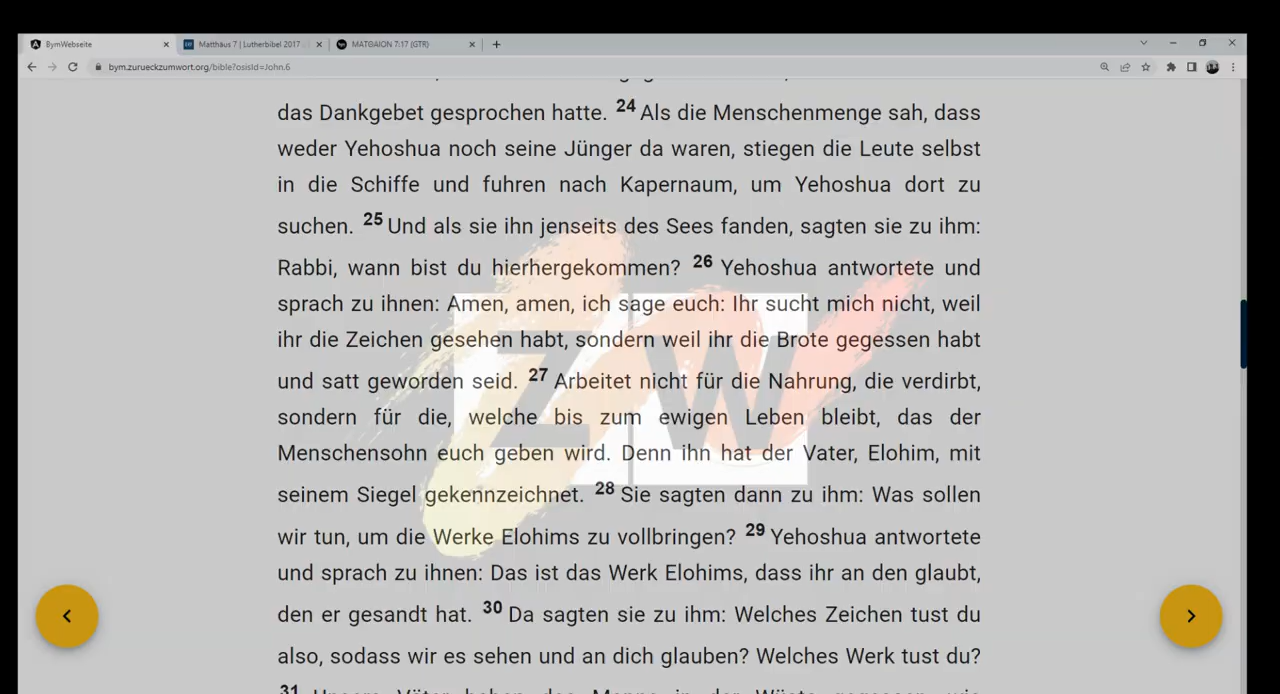 BymWebseite
Matthäus 7 | Lutherbibel 2017
MATΘAION 7:17 (GTR)
bym.zurueckzumwort.org/bible?osisId=John.6
das Dankgebet gesprochen hatte. 24 Als die Menschenmenge sah, dass
weder Yehoshua noch seine Jünger da waren, stiegen die Leute selbst
in die Schiffe und fuhren nach Kapernaum, um Yehoshua dort zu
suchen. 25 Und als sie ihn jenseits des Sees fanden, sagten sie zu ihm:
Rabbi, wann bist du hierhergekommen? 26 Yehoshua antwortete und
sprach zu ihnen: Amen, amen, ich sage euch: Ihr sucht mich nicht, weil
ihr die Zeichen gesehen habt, sondern weil ihr die Brote gegessen habt
und satt geworden seid. 27 Arbeitet nicht für die Nahrung, die verdirbt,
sondern für die, welche bis zum ewigen Leben bleibt, das der
Menschensohn euch geben wird. Denn ihn hat der Vater, Elohim, mit
seinem Siegel gekennzeichnet. 28 Sie sagten dann zu ihm: Was sollen
wir tun, um die Werke Elohims zu vollbringen? 29 Yehoshua antwortete
und sprach zu ihnen: Das ist das Werk Elohims, dass ihr an den glaubt,
den er gesandt hat. 30 Da sagten sie zu ihm: Welches Zeichen tust du
also, sodass wir es sehen und an dich glauben? Welches Werk tust du?
ZW